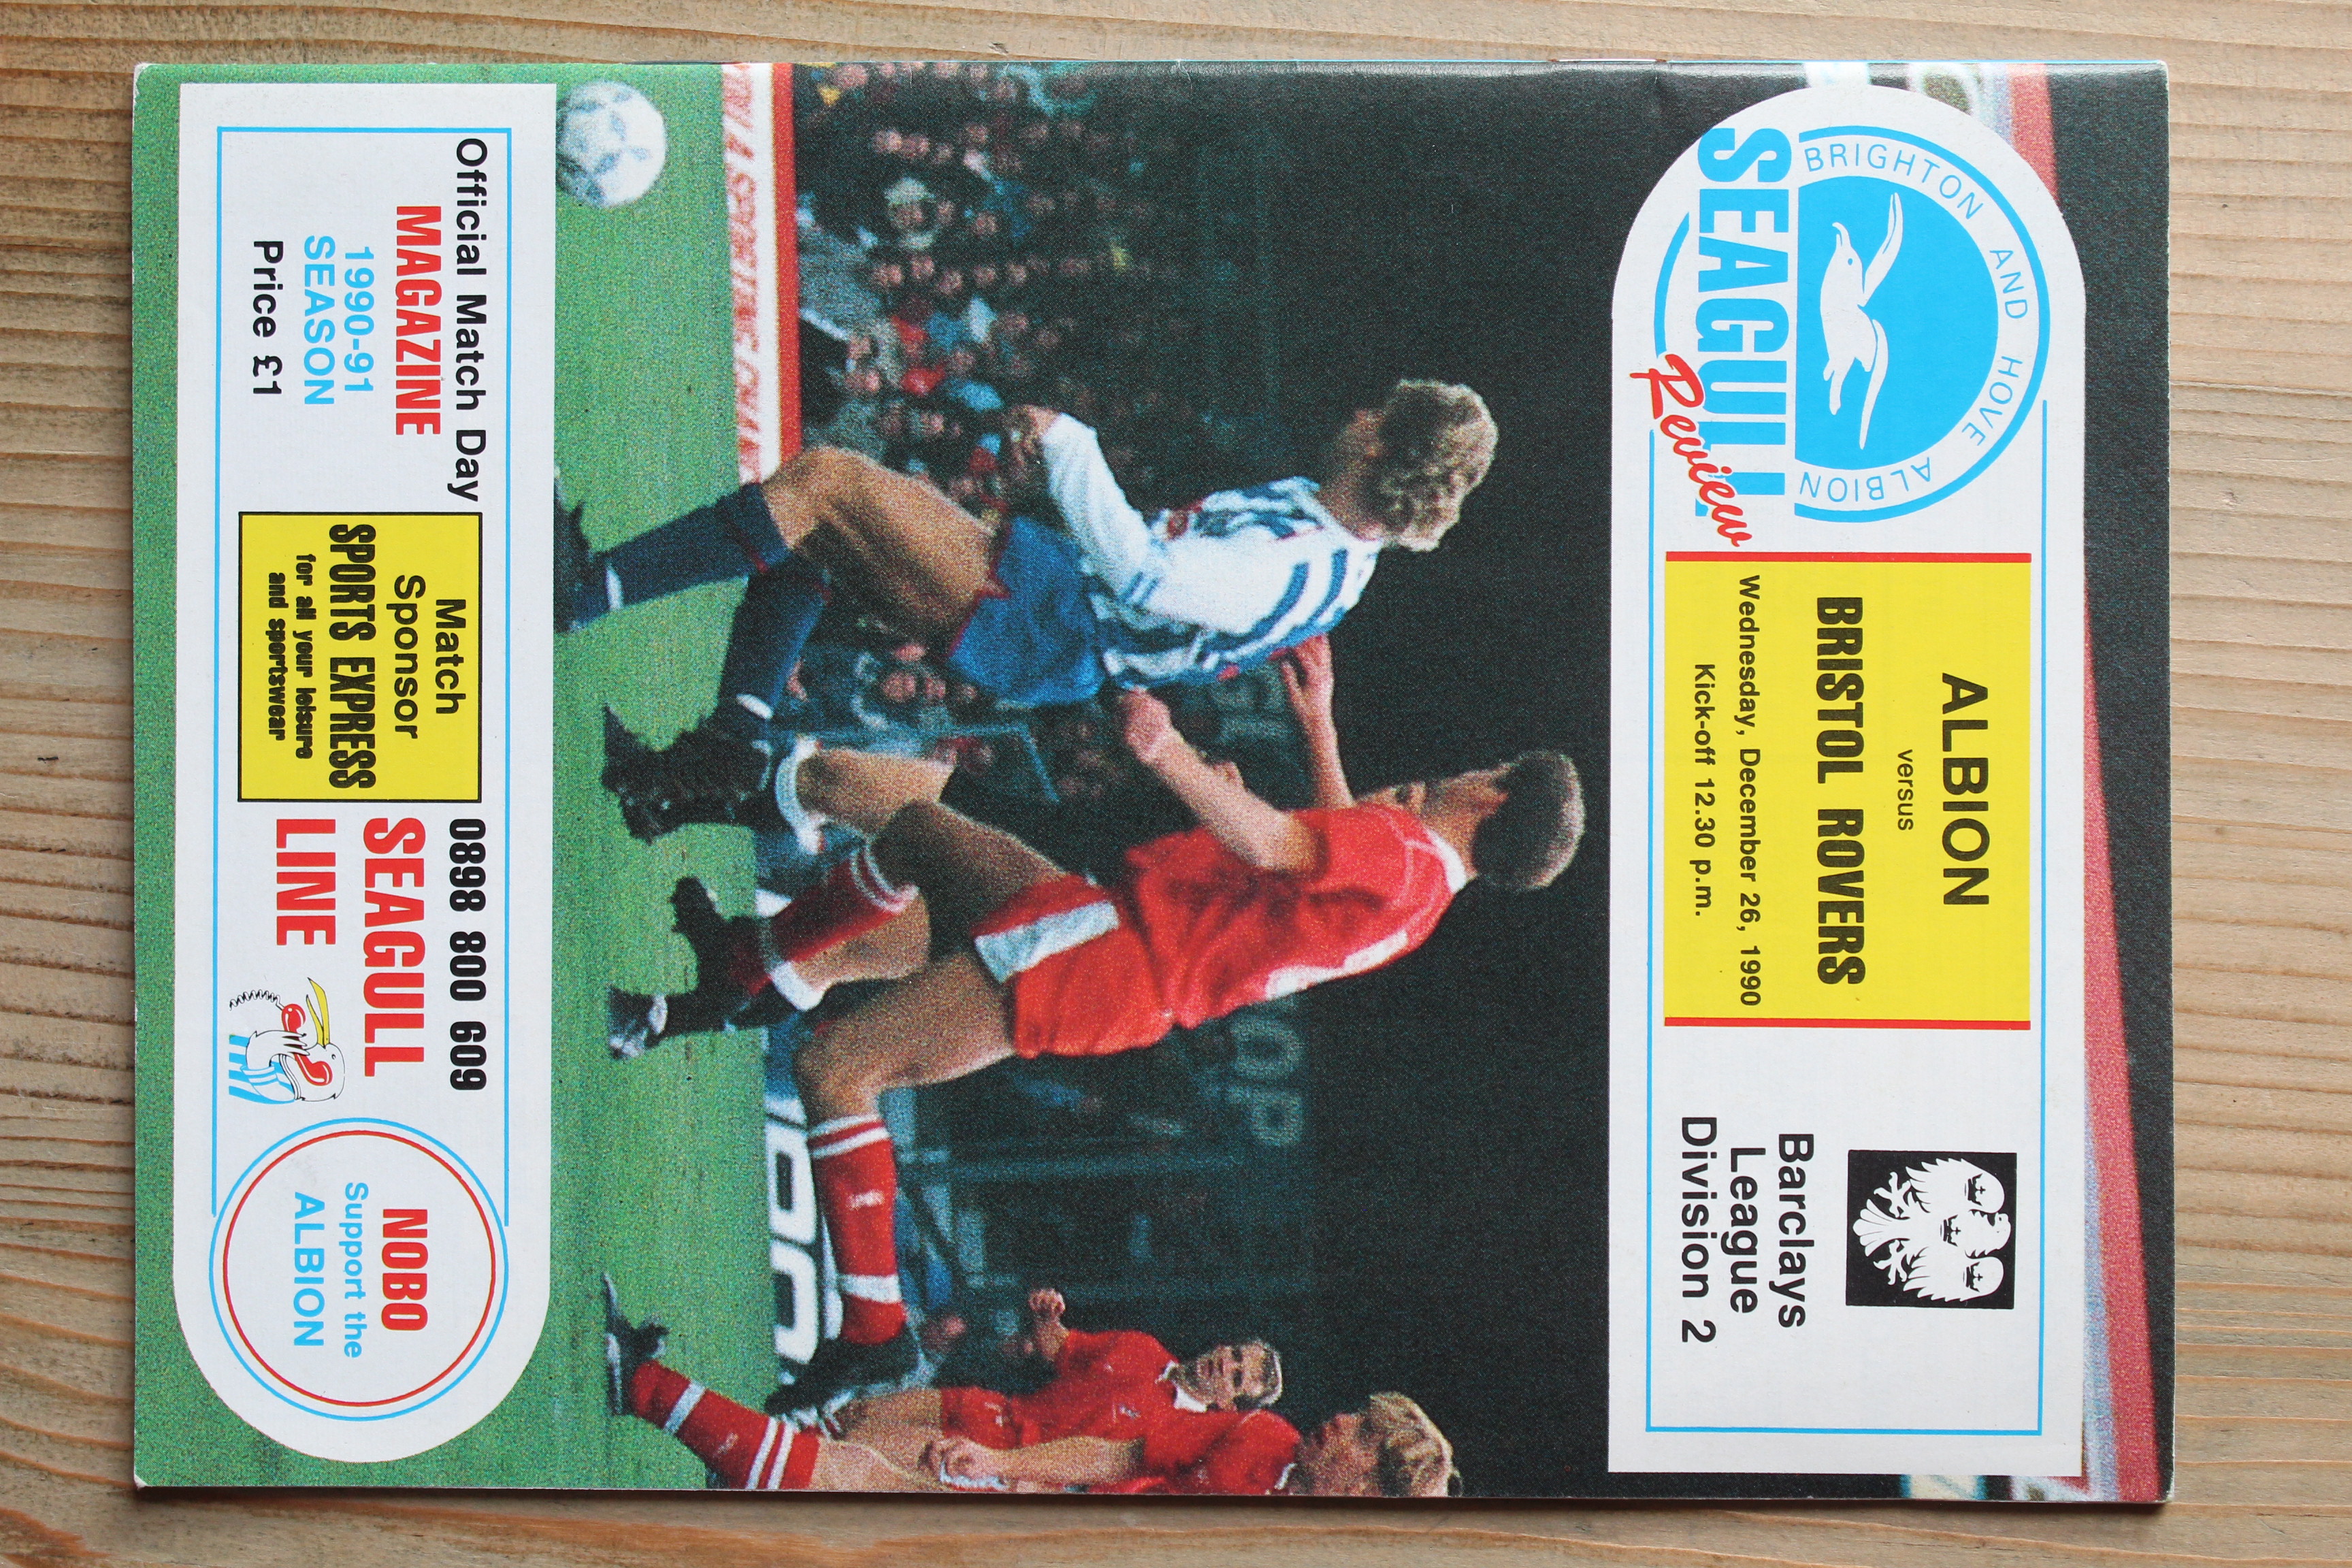 BRIGHTON AND HOVE ALBION
SEAGULL
Review
ALBION
versus
BRISTOL ROVERS
Wednesday, December 26, 1990
Kick-off 12.30 p.m.
Barclays
League
Division 2
Official Match Day
MAGAZINE
1990-91
SEASON
Price £1
Match
Sponsor
SPORTS EXPRESS
for all your leisure
and sportswear
0898 800 609
SEAGULL
LINE
NOBO
Support the
ALBION